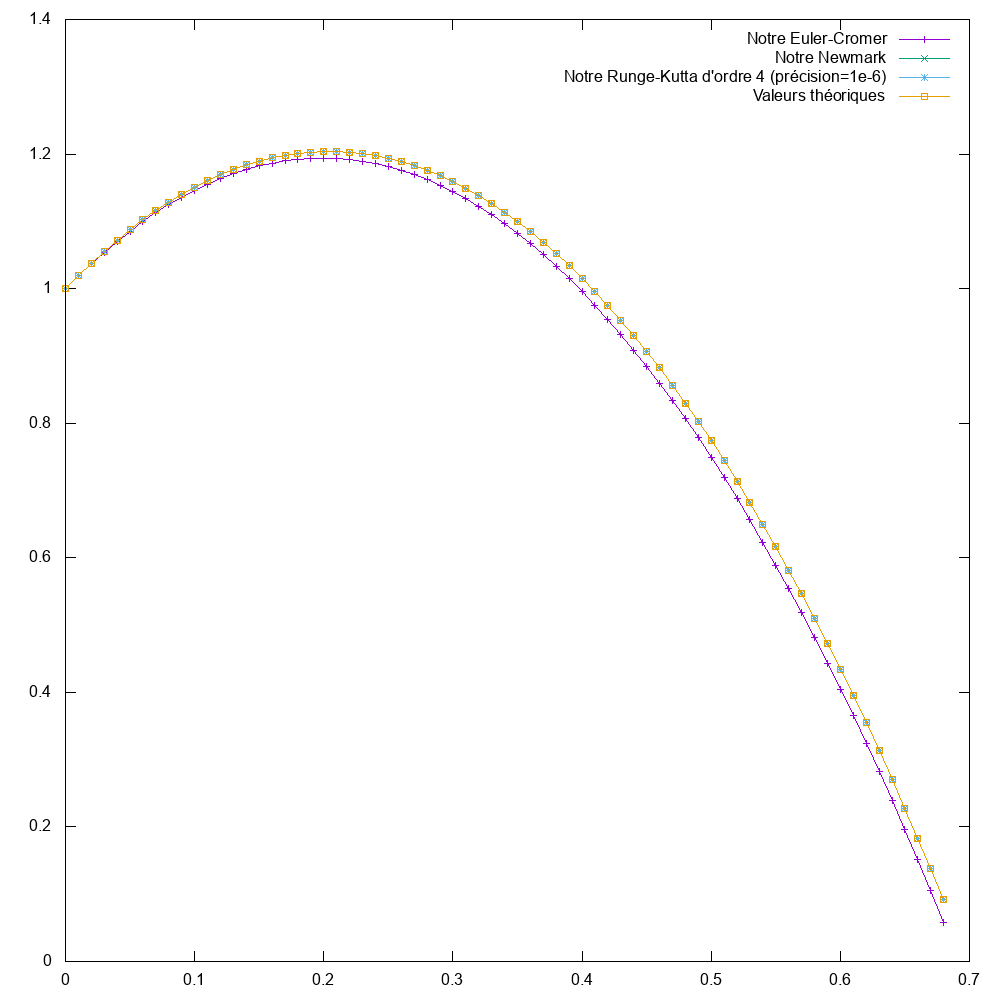 1.4
1.2
1
0.8
0.6
0.4
0.2
0
0 0.1 0.2 0.3 0.4 0.5 0.6 0.7
Notre Euler-Cromer
Notre Newmark
Notre Runge-Kutta d'ordre 4 (précision=1e-6)
Valeurs théoriques